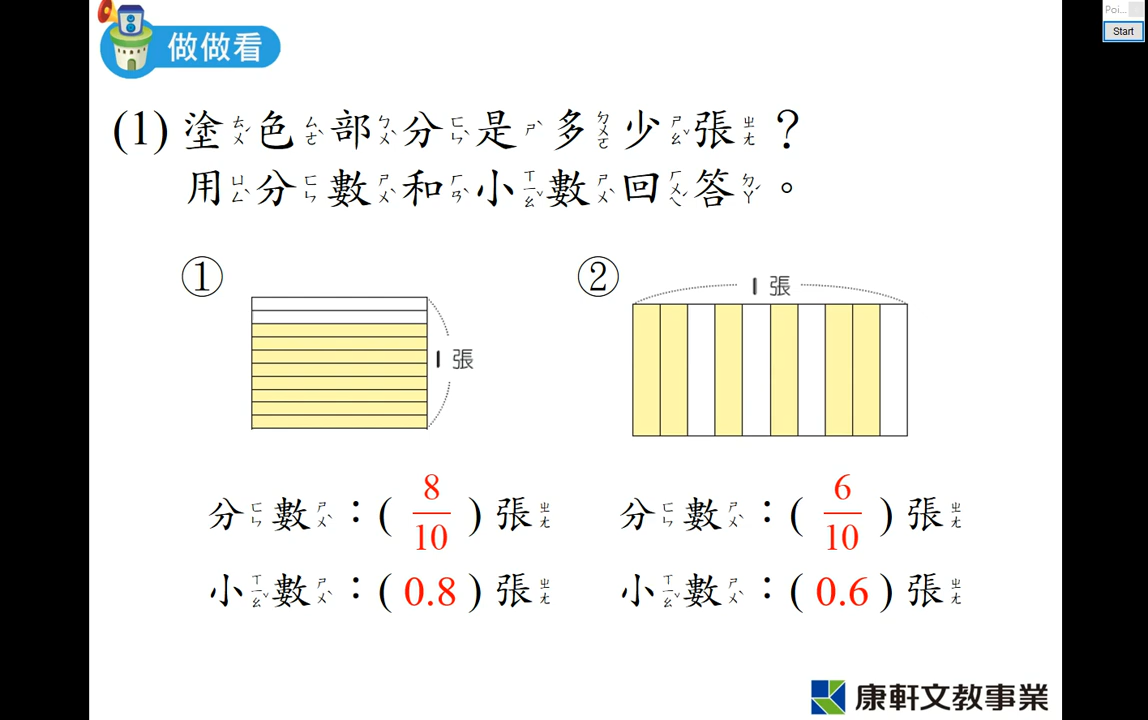 Poi...
Start
做做看
(1) 塗色部分是多少張？
用分數和小數回答。
① ②
1 張
1 張
分數：( 8/10 ) 張 分數：( 6/10 ) 張
小數：( 0.8 ) 張 小數：( 0.6 ) 張
康軒文教事業